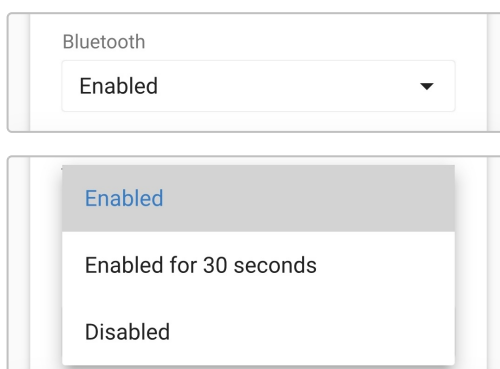 Bluetooth
Enabled
Enabled
Enabled for 30 seconds
Disabled